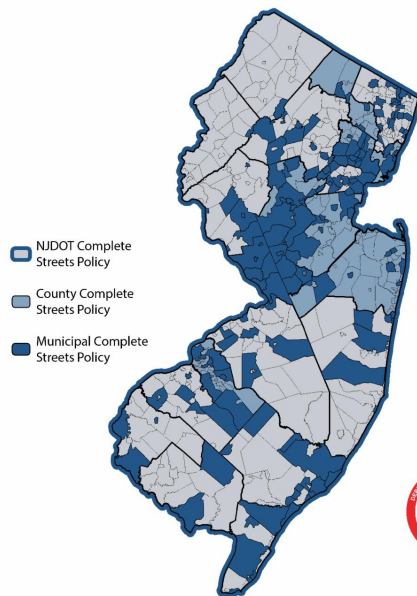 NJDOT Complete
Streets Policy
County Complete
Streets Policy
Municipal Complete
Streets Policy